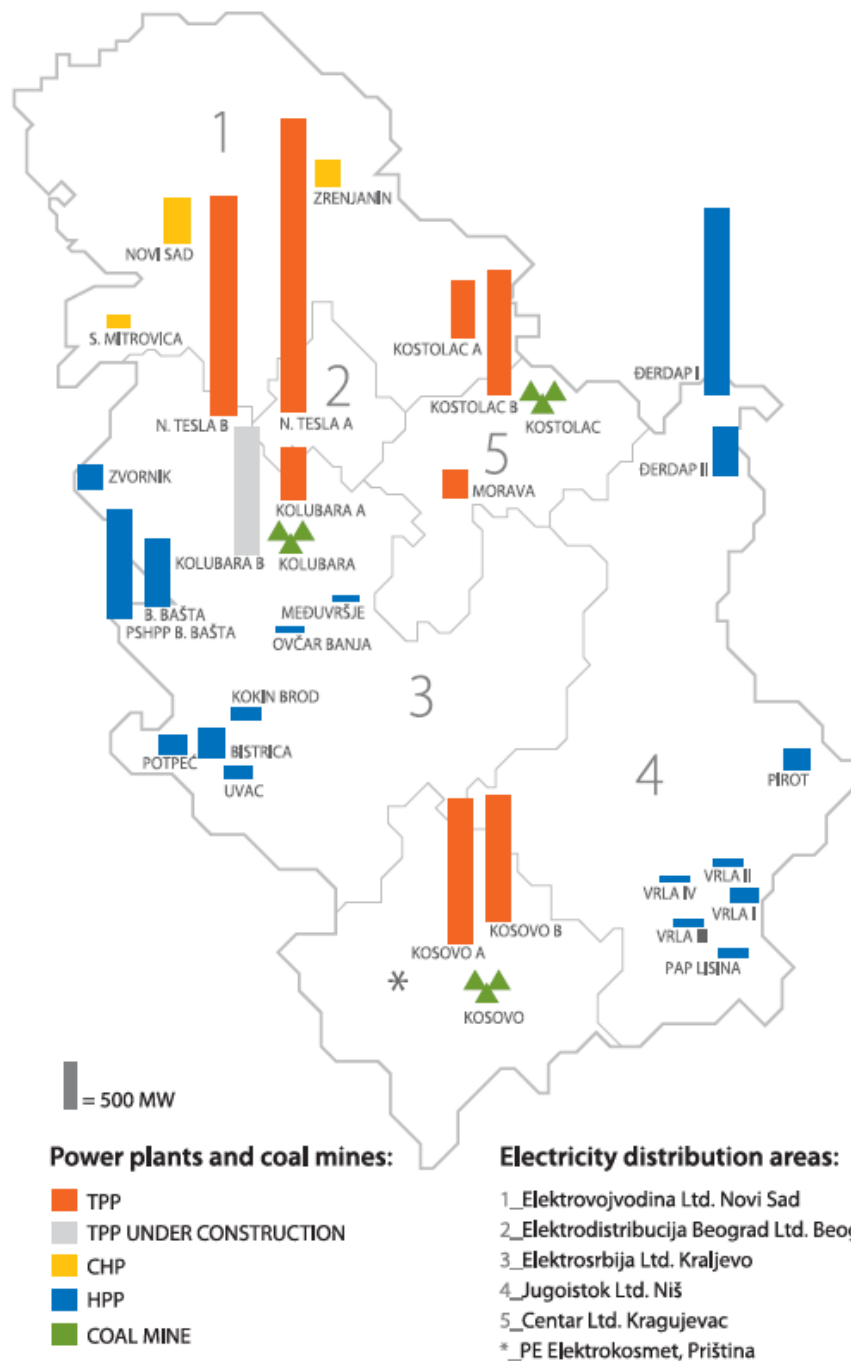 1
ZRENJANIN
NOVI SAD
S. MITROVICA
KOSTOLAC A
2
ĐERDAP I
KOSTOLAC B
KOSTOLAC
N. TESLA B
N. TESLA A
5
ĐERDAP II
ZVORNIK
MORAVA
KOLUBARA A
KOLUBARA B
KOLUBARA
B. BAŠTA
MEĐUVRŠJE
PSHPP B. BAŠTA
OVČAR BANJA
3
KOKIN BROD
BISTRICA
POTPEĆ
4
PIROT
UVAC
VRLA II
VRLA IV
VRLA I
KOSOVO B
VRLA
KOSOVO A
PAP LISINA
*
KOSOVO
= 500 MW
Power plants and coal mines:
TPP
TPP UNDER CONSTRUCTION
CHP
HPP
COAL MINE
Electricity distribution areas:
1_Elektrovojvodina Ltd. Novi Sad
2_Elektrodistribucija Beograd Ltd. Beog
3_Elektrosrbija Ltd. Kraljevo
4_Jugoistok Ltd. Niš
5_Centar Ltd. Kragujevac
*_PE Elektrokosmet, Priština